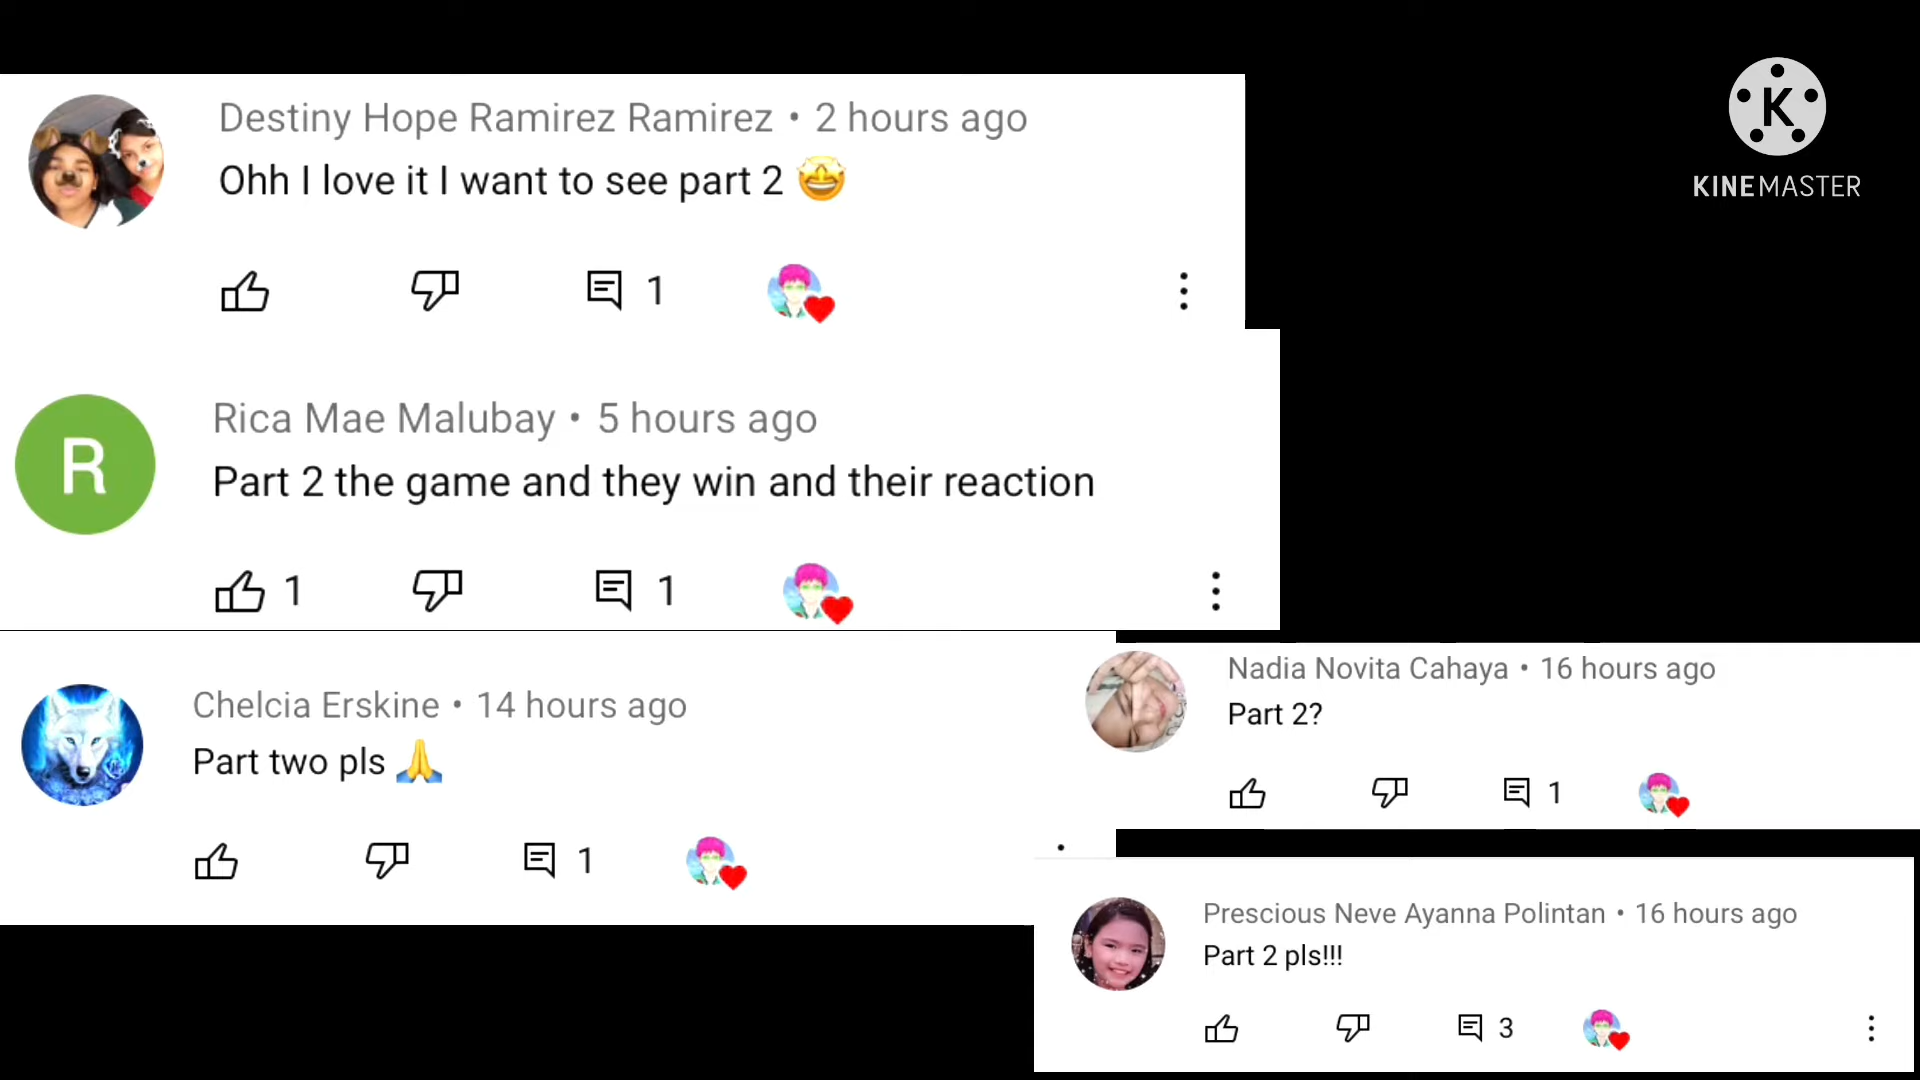 K
KINEMASTER
Destiny Hope Ramirez Ramirez • 2 hours ago
Ohh I love it I want to see part 2 🤩
1
R
Rica Mae Malubay • 5 hours ago
Part 2 the game and they win and their reaction
1 1
Chelcia Erskine • 14 hours ago
Part two pls 🙏
1
Nadia Novita Cahaya • 16 hours ago
Part 2?
1
Prescious Neve Ayanna Polintan • 16 hours ago
Part 2 pls!!!
3